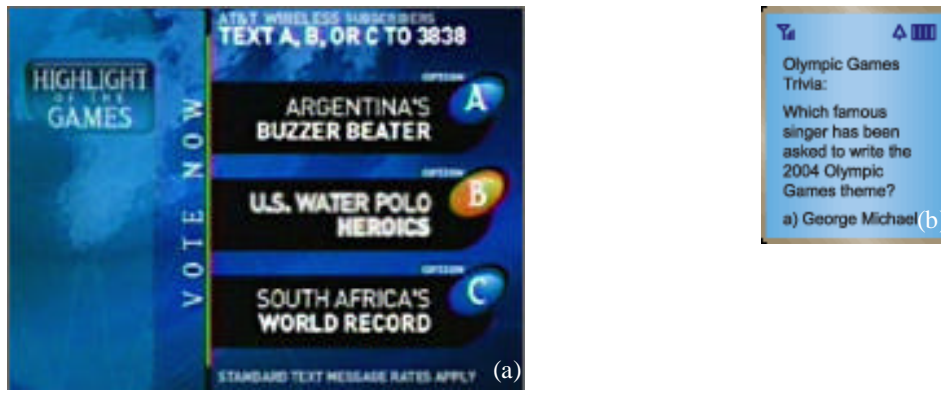 AT&T WIRELESS SUBSCRIBERS
TEXT A, B, OR C TO 3838
HIGHLIGHT
OF THE
GAMES
VOTE NOW
OPTION
A
ARGENTINA'S
BUZZER BEATER
B
U.S. WATER POLO
HEROICS
OPTION
C
SOUTH AFRICA'S
WORLD RECORD
STANDARD TEXT MESSAGE RATES APPLY
(a)
Olympic Games
Trivia:
Which famous
singer has been
asked to write the
2004 Olympic
Games theme?
a) George Michael
(b